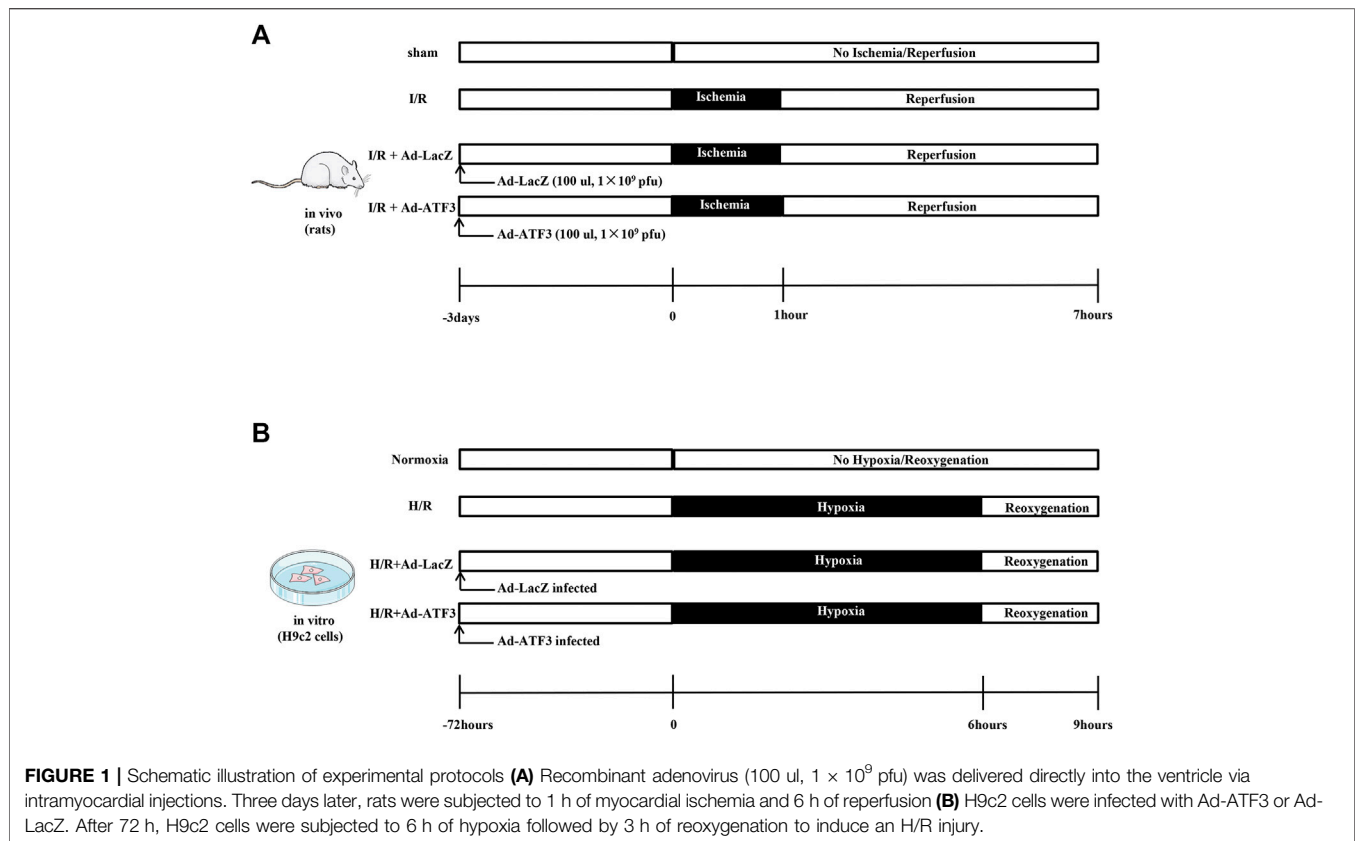 A
sham
No Ischemia/Reperfusion
I/R
Ischemia
Reperfusion
I/R + Ad-LacZ
Ischemia
Reperfusion
Ad-LacZ (100 ul, 1×10⁹ pfu)
in vivo
(rats)
I/R + Ad-ATF3
Ischemia
Reperfusion
Ad-ATF3 (100 ul, 1×10⁹ pfu)
-3days
0
1hour
7hours
B
Normoxia
No Hypoxia/Reoxygenation
H/R
Hypoxia
Reoxygenation
H/R+Ad-LacZ
Hypoxia
Reoxygenation
Ad-LacZ infected
in vitro
(H9c2 cells)
H/R+Ad-ATF3
Hypoxia
Reoxygenation
Ad-ATF3 infected
-72hours
0
6hours
9hours
FIGURE 1 | Schematic illustration of experimental protocols (A) Recombinant adenovirus (100 ul, 1 × 10⁹ pfu) was delivered directly into the ventricle via
intramyocardial injections. Three days later, rats were subjected to 1 h of myocardial ischemia and 6 h of reperfusion (B) H9c2 cells were infected with Ad-ATF3 or Ad-
LacZ. After 72 h, H9c2 cells were subjected to 6 h of hypoxia followed by 3 h of reoxygenation to induce an H/R injury.